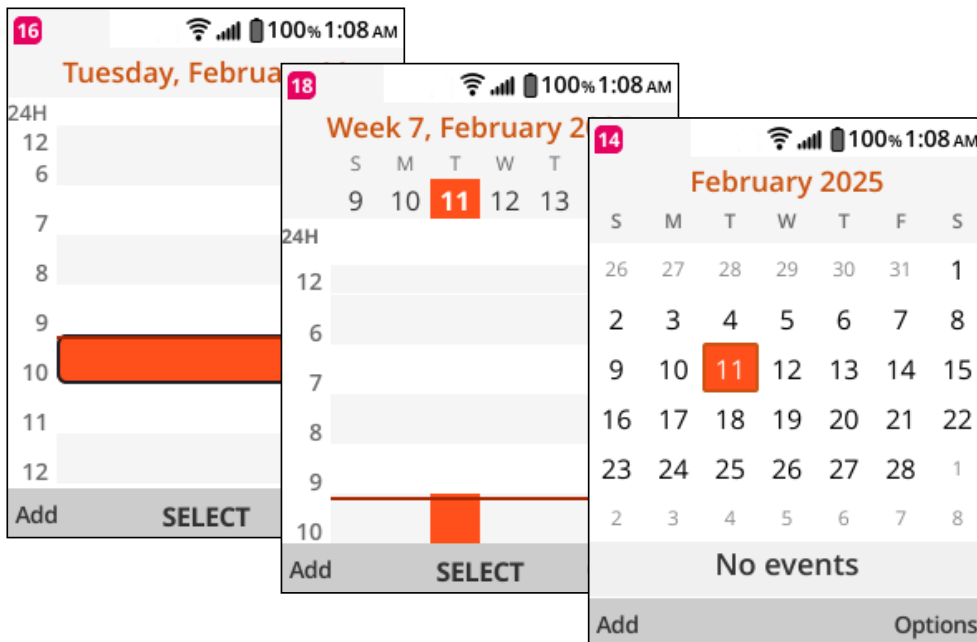 16
100% 1:08 AM
Tuesday, Februa
24H
12
6
7
8
9
10
11
12
Add SELECT
18
100% 1:08 AM
Week 7, February 2
S M T W T
9 10 11 12 13
24H
12
6
7
8
9
10
Add SELECT
14
100% 1:08 AM
February 2025
S M T W T F S
26 27 28 29 30 31 1
2 3 4 5 6 7 8
9 10 11 12 13 14 15
16 17 18 19 20 21 22
23 24 25 26 27 28 1
2 3 4 5 6 7 8
No events
Add Options